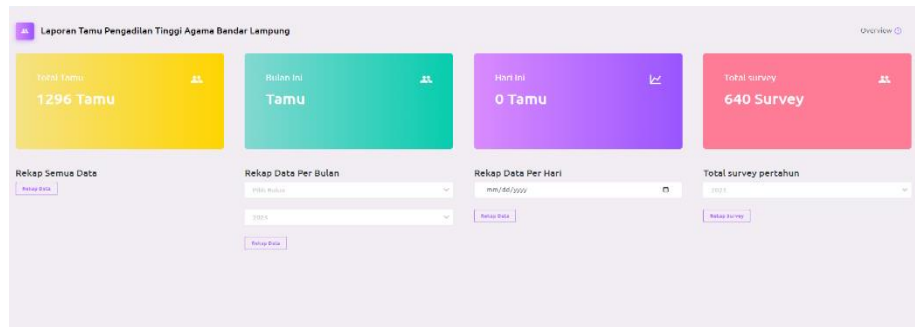 Laporan Tamu Pengadilan Tinggi Agama Bandar Lampung
Overview
Total Tamu
1296 Tamu
Bulan Ini
Tamu
Hari Ini
0 Tamu
Total survey
640 Survey
Rekap Semua Data
Rekap Data
Rekap Data Per Bulan
Pilih Bulan
Rekap Data
Rekap Data Per Hari
mm/dd/yyyy
Rekap Data
Total survey pertahun
Rekap Survey